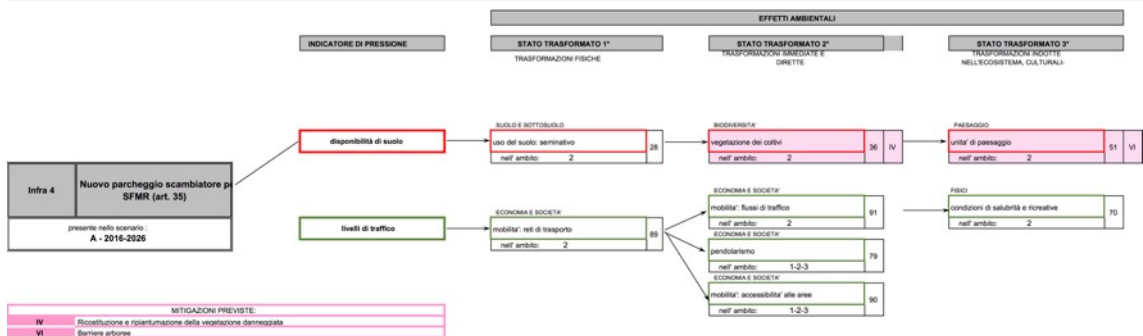 EFFETTI AMBIENTALI
INDICATORE DI PRESSIONE
STATO TRASFORMATO 1°
STATO TRASFORMATO 2°
STATO TRASFORMATO 3°
TRASFORMAZIONI FISICHE
TRASFORMAZIONI IMMEDIATE E
DIRETTE
TRASFORMAZIONI INDOTTE
NELL'ECOSISTEMA, CULTURALI-
SUOLO E SOTTOSUOLO
BIODIVERSITA'
PAESAGGIO
disponibilità di suolo
uso del suolo: seminativo
28
nell' ambito: 2
vegetazione dei coltivi
36 IV
nell' ambito: 2
unita' di paesaggio
51 VI
nell' ambito: 2
Infra 4
Nuovo parcheggio scambiatore p
SFMR (art. 35)
presente nello scenario :
A - 2016-2026
ECONOMIA E SOCIETA'
FISICI
mobilita': flussi di traffico
91
nell' ambito: 2
condizioni di salubrità e ricreative
70
nell' ambito: 2
ECONOMIA E SOCIETA'
livelli di traffico
mobilita': reti di trasporto
89
nell' ambito: 2
ECONOMIA E SOCIETA'
pendolarismo
79
nell' ambito: 1-2-3
ECONOMIA E SOCIETA'
mobilita': accessibilita' alle aree
90
nell' ambito: 1-2-3
MITIGAZIONI PREVISTE:
IV Ricostituzione e ripiantumazione della vegetazione danneggiata
VI Barriere arboree